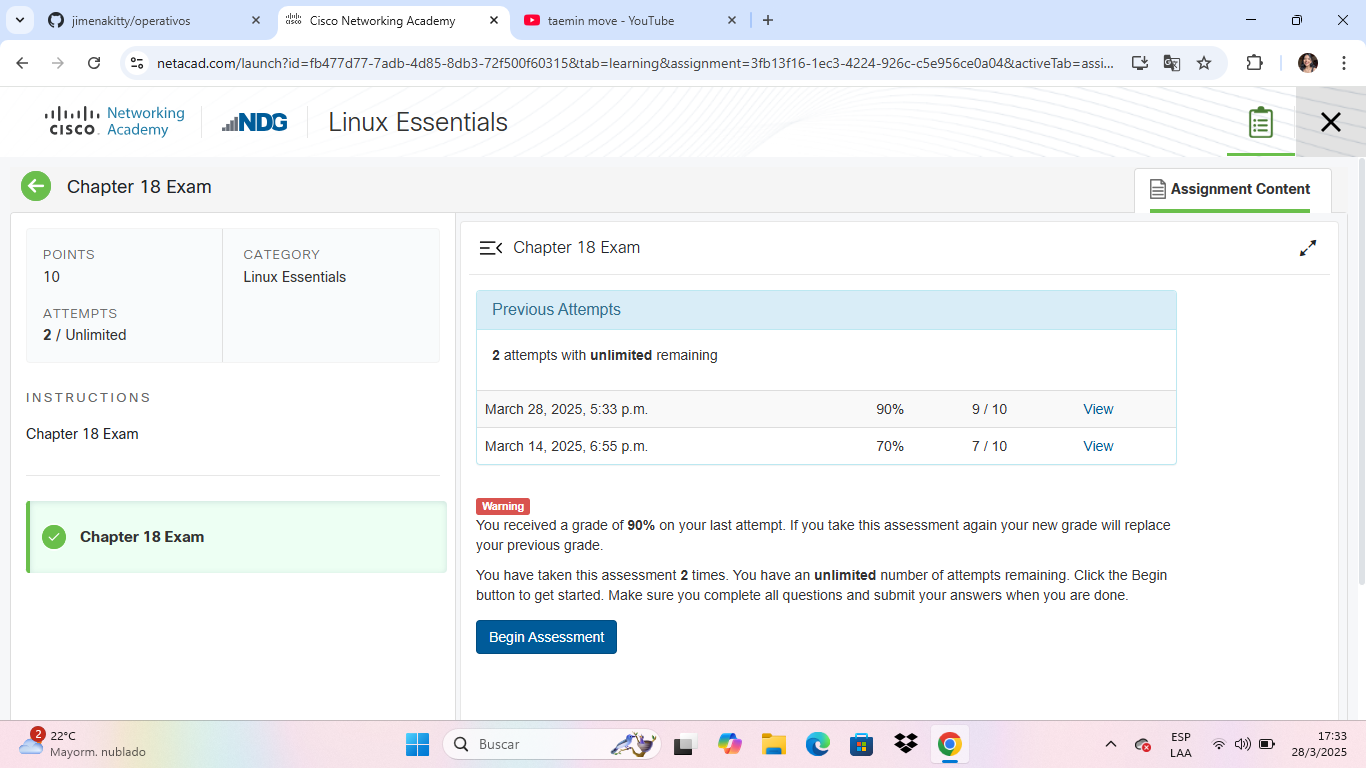 jimenakitty/operativos
Cisco Networking Academy
taemin move - YouTube
netacad.com/launch?id=fb477d77-7adb-4d85-8db3-72f500f60315&tab=learning&assignment=3fb13f16-1ec3-4224-926c-c5e956ce0a04&activeTab=assi...
CISCO Networking Academy
NDG
Linux Essentials
Chapter 18 Exam
Assignment Content
POINTS
10
CATEGORY
Linux Essentials
ATTEMPTS
2 / Unlimited
INSTRUCTIONS
Chapter 18 Exam
Chapter 18 Exam
Chapter 18 Exam
Previous Attempts
2 attempts with unlimited remaining
March 28, 2025, 5:33 p.m. 90% 9 / 10 View
March 14, 2025, 6:55 p.m. 70% 7 / 10 View
Warning
You received a grade of 90% on your last attempt. If you take this assessment again your new grade will replace
your previous grade.
You have taken this assessment 2 times. You have an unlimited number of attempts remaining. Click the Begin
button to get started. Make sure you complete all questions and submit your answers when you are done.
Begin Assessment
2
22°C
Mayorm. nublado
Buscar
ESP
LAA
17:33
28/3/2025